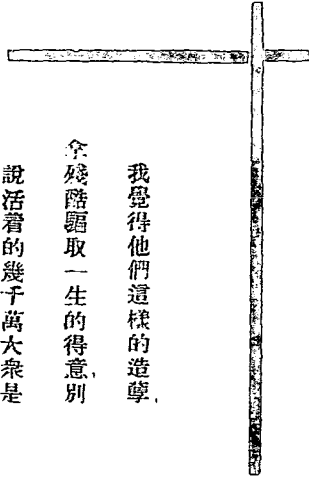 我覺得他們這樣的造孽,
拿殘酷騙取一生的得意,別
說活着的幾千萬大衆是